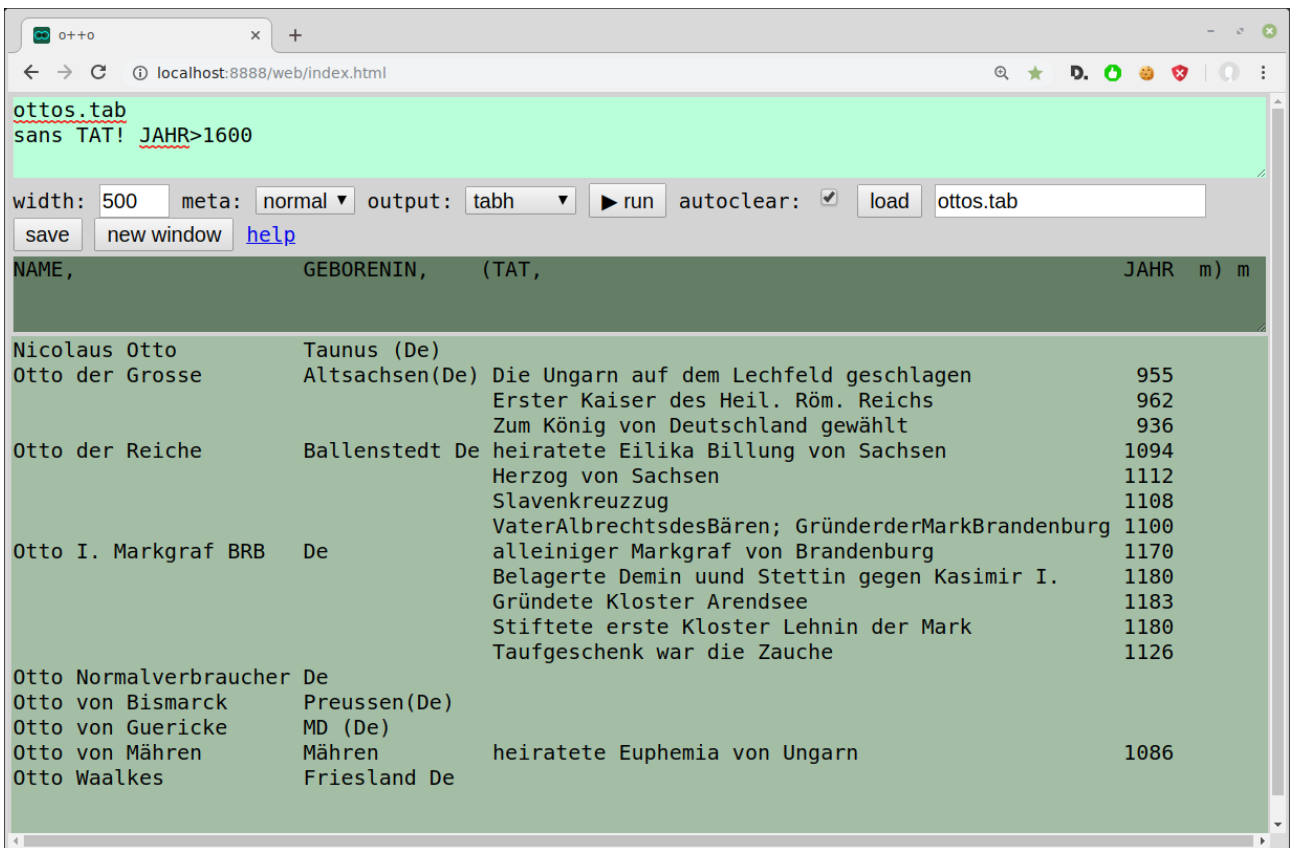 o++o
localhost:8888/web/index.html D.
ottos.tab
sans TAT! JAHR>1600
width: 500 meta: normal output: tabh run autoclear: load ottos.tab
save new window help
NAME, GEBORENIN, (TAT, JAHR m) m
Nicolaus Otto Taunus (De)
Otto der Grosse Altsachsen(De) Die Ungarn auf dem Lechfeld geschlagen 955
Erster Kaiser des Heil. Röm. Reichs 962
Zum König von Deutschland gewählt 936
Otto der Reiche Ballenstedt De heiratete Eilika Billung von Sachsen 1094
Herzog von Sachsen 1112
Slavenkreuzzug 1108
VaterAlbrechtsdesBären; GründerderMarkBrandenburg 1100
Otto I. Markgraf BRB De alleiniger Markgraf von Brandenburg 1170
Belagerte Demin uund Stettin gegen Kasimir I. 1180
Gründete Kloster Arendsee 1183
Stiftete erste Kloster Lehnin der Mark 1180
Taufgeschenk war die Zauche 1126
Otto Normalverbraucher De
Otto von Bismarck Preussen(De)
Otto von Guericke MD (De)
Otto von Mähren Mähren heiratete Euphemia von Ungarn 1086
Otto Waalkes Friesland De